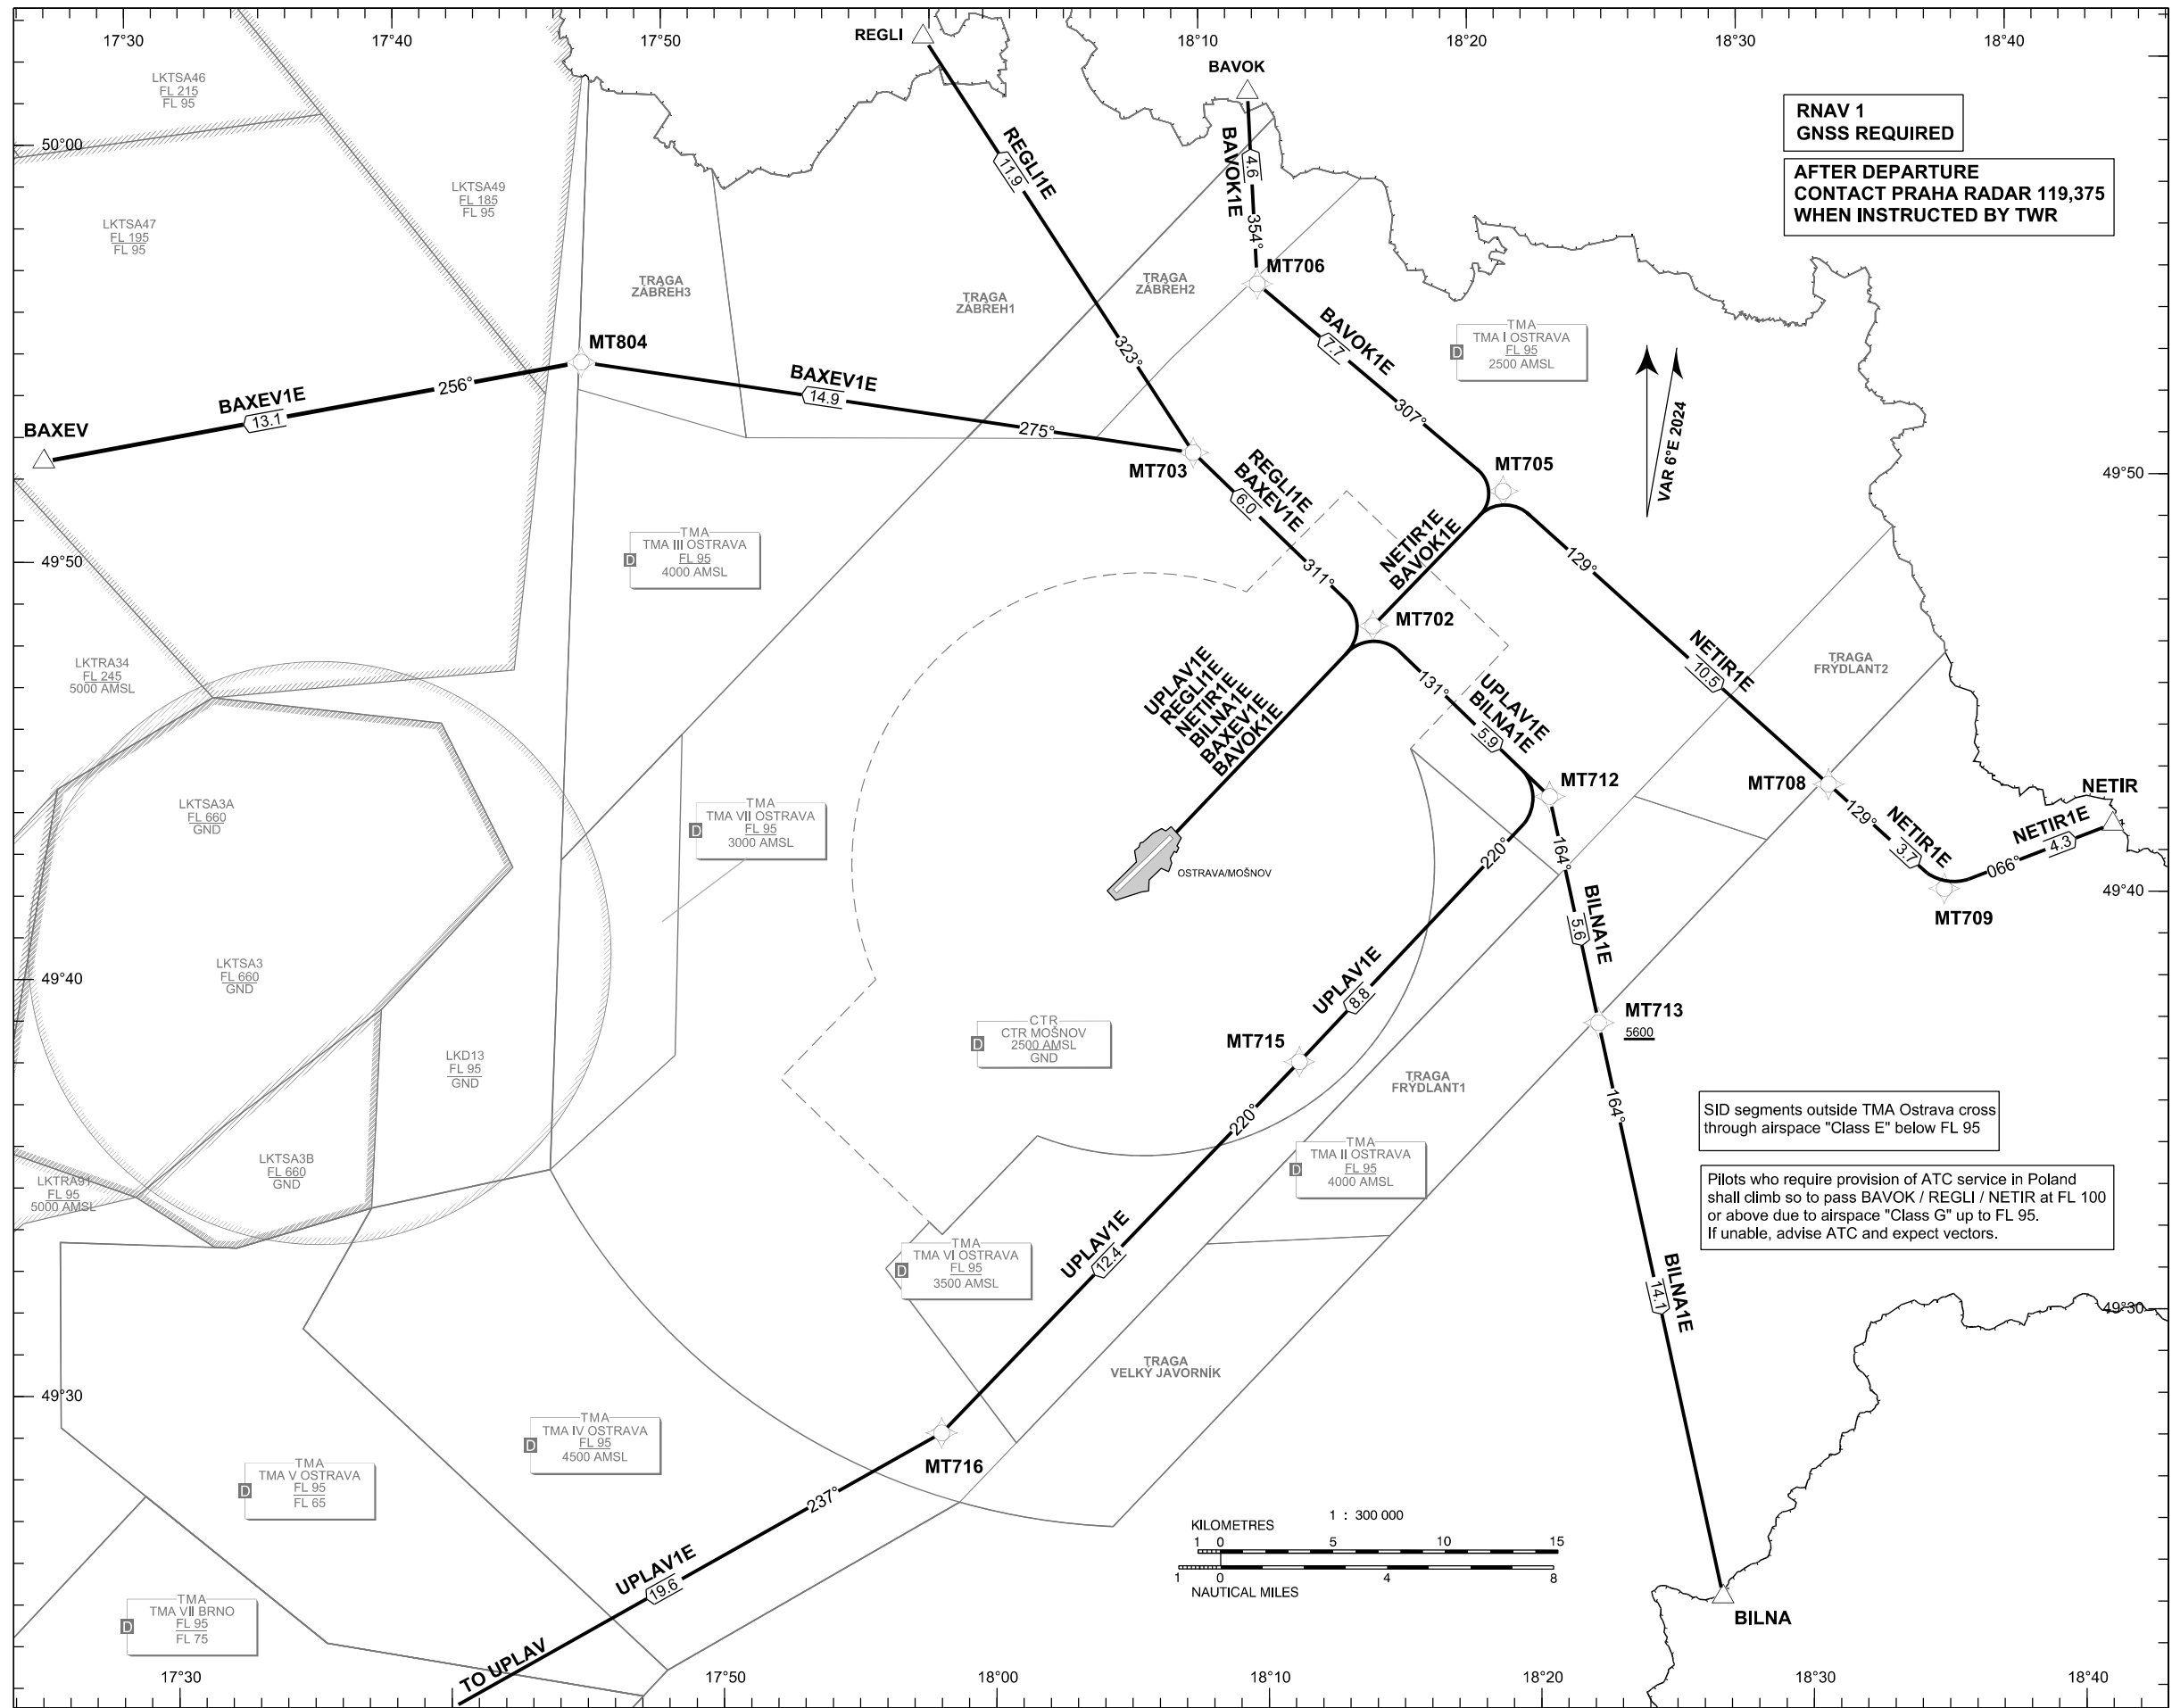 17°30
17°40
17°50
REGLI
18°10
18°20
18°30
18°40
BAVOK
LKTSA46
FL 215
FL 95
RNAV 1
GNSS REQUIRED
AFTER DEPARTURE
CONTACT PRAHA RADAR 119,375
WHEN INSTRUCTED BY TWR
50°00
LKTSA49
FL 185
FL 95
LKTSA47
FL 195
FL 95
REGLI1E
11.9
323°
BAVOK1E
4.6
354°
MT706
TRAGA
ZÁBŘEH3
TRAGA
ZÁBŘEH1
TRAGA
ZÁBŘEH2
BAVOK1E
7.7
307°
TMA
TMA I OSTRAVA
D
FL 95
2500 AMSL
VAR 6°E 2024
MT804
BAXEV1E
13.1
256°
BAXEV
BAXEV1E
14.9
275°
MT703
REGLI1E
BAXEV1E
6.0
311°
MT705
49°50
NETIR1E
BAVOK1E
129°
TMA
TMA III OSTRAVA
D
FL 95
4000 AMSL
49°50
MT702
LKTRA34
FL 245
5000 AMSL
UPLAV1E
REGLI1E
NETIR1E
BILNA1E
BAXEV1E
BAVOK1E
131°
UPLAV1E
BILNA1E
5.9
NETIR1E
10.5
TRAGA
FRÝDLANT2
MT712
MT708
NETIR
LKTSA3A
FL 660
GND
TMA
TMA VII OSTRAVA
D
FL 95
3000 AMSL
OSTRAVA/MOŠNOV
220°
164°
129°
NETIR1E
3.7
066°
NETIR1E
4.3
49°40
MT709
LKTSA3
FL 660
GND
49°40
UPLAV1E
8.8
BILNA1E
5.6
MT713
5600
CTR
CTR MOŠNOV
D
2500 AMSL
GND
MT715
LKD13
FL 95
GND
TRAGA
FRÝDLANT1
220°
164°
SID segments outside TMA Ostrava cross
through airspace "Class E" below FL 95
LKTSA3B
FL 660
GND
LKTRA91
FL 95
5000 AMSL
TMA
TMA II OSTRAVA
D
FL 95
4000 AMSL
Pilots who require provision of ATC service in Poland
shall climb so to pass BAVOK / REGLI / NETIR at FL 100
or above due to airspace "Class G" up to FL 95.
If unable, advise ATC and expect vectors.
TMA
TMA VI OSTRAVA
D
FL 95
3500 AMSL
UPLAV1E
12.4
BILNA1E
14.1
49°30
TRAGA
VELKÝ JAVORNÍK
49°30
TMA
TMA IV OSTRAVA
D
FL 95
4500 AMSL
MT716
TMA
TMA V OSTRAVA
D
FL 95
FL 65
237°
1 : 300 000
KILOMETRES
1 0 5 10 15
1 0 4 8
NAUTICAL MILES
UPLAV1E
19.6
TMA
TMA VII BRNO
D
FL 95
FL 75
BILNA
TO UPLAV
17°30
17°50
18°00
18°10
18°20
18°30
18°40